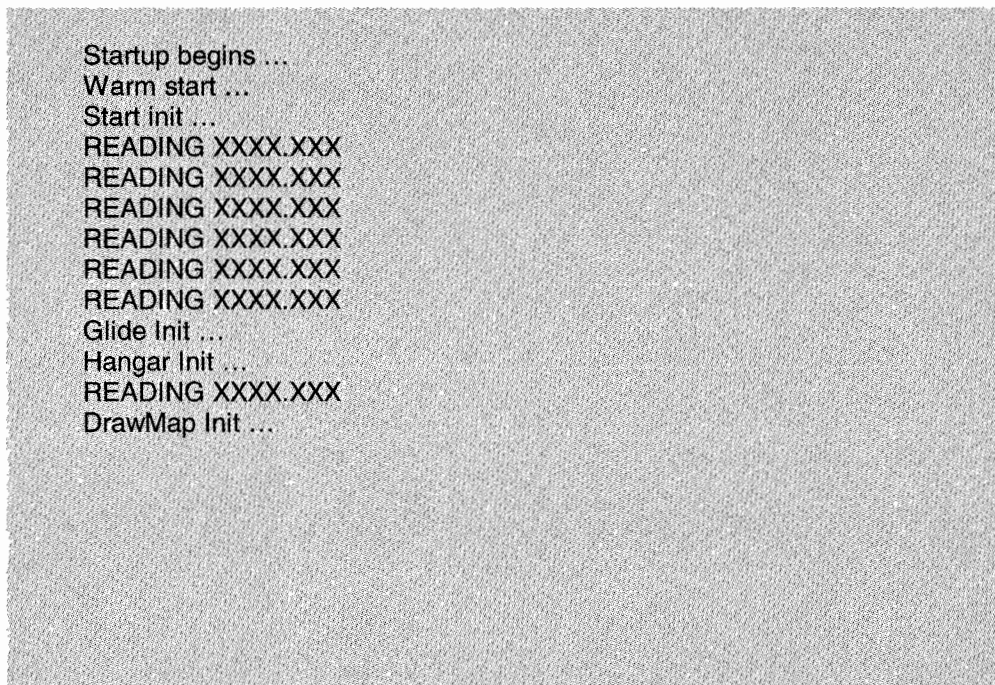 Startup begins ...
Warm start ...
Start init ...
READING XXXX.XXX
READING XXXX.XXX
READING XXXX.XXX
READING XXXX.XXX
READING XXXX.XXX
READING XXXX.XXX
Glide Init ...
Hangar Init ...
READING XXXX.XXX
DrawMap Init ...